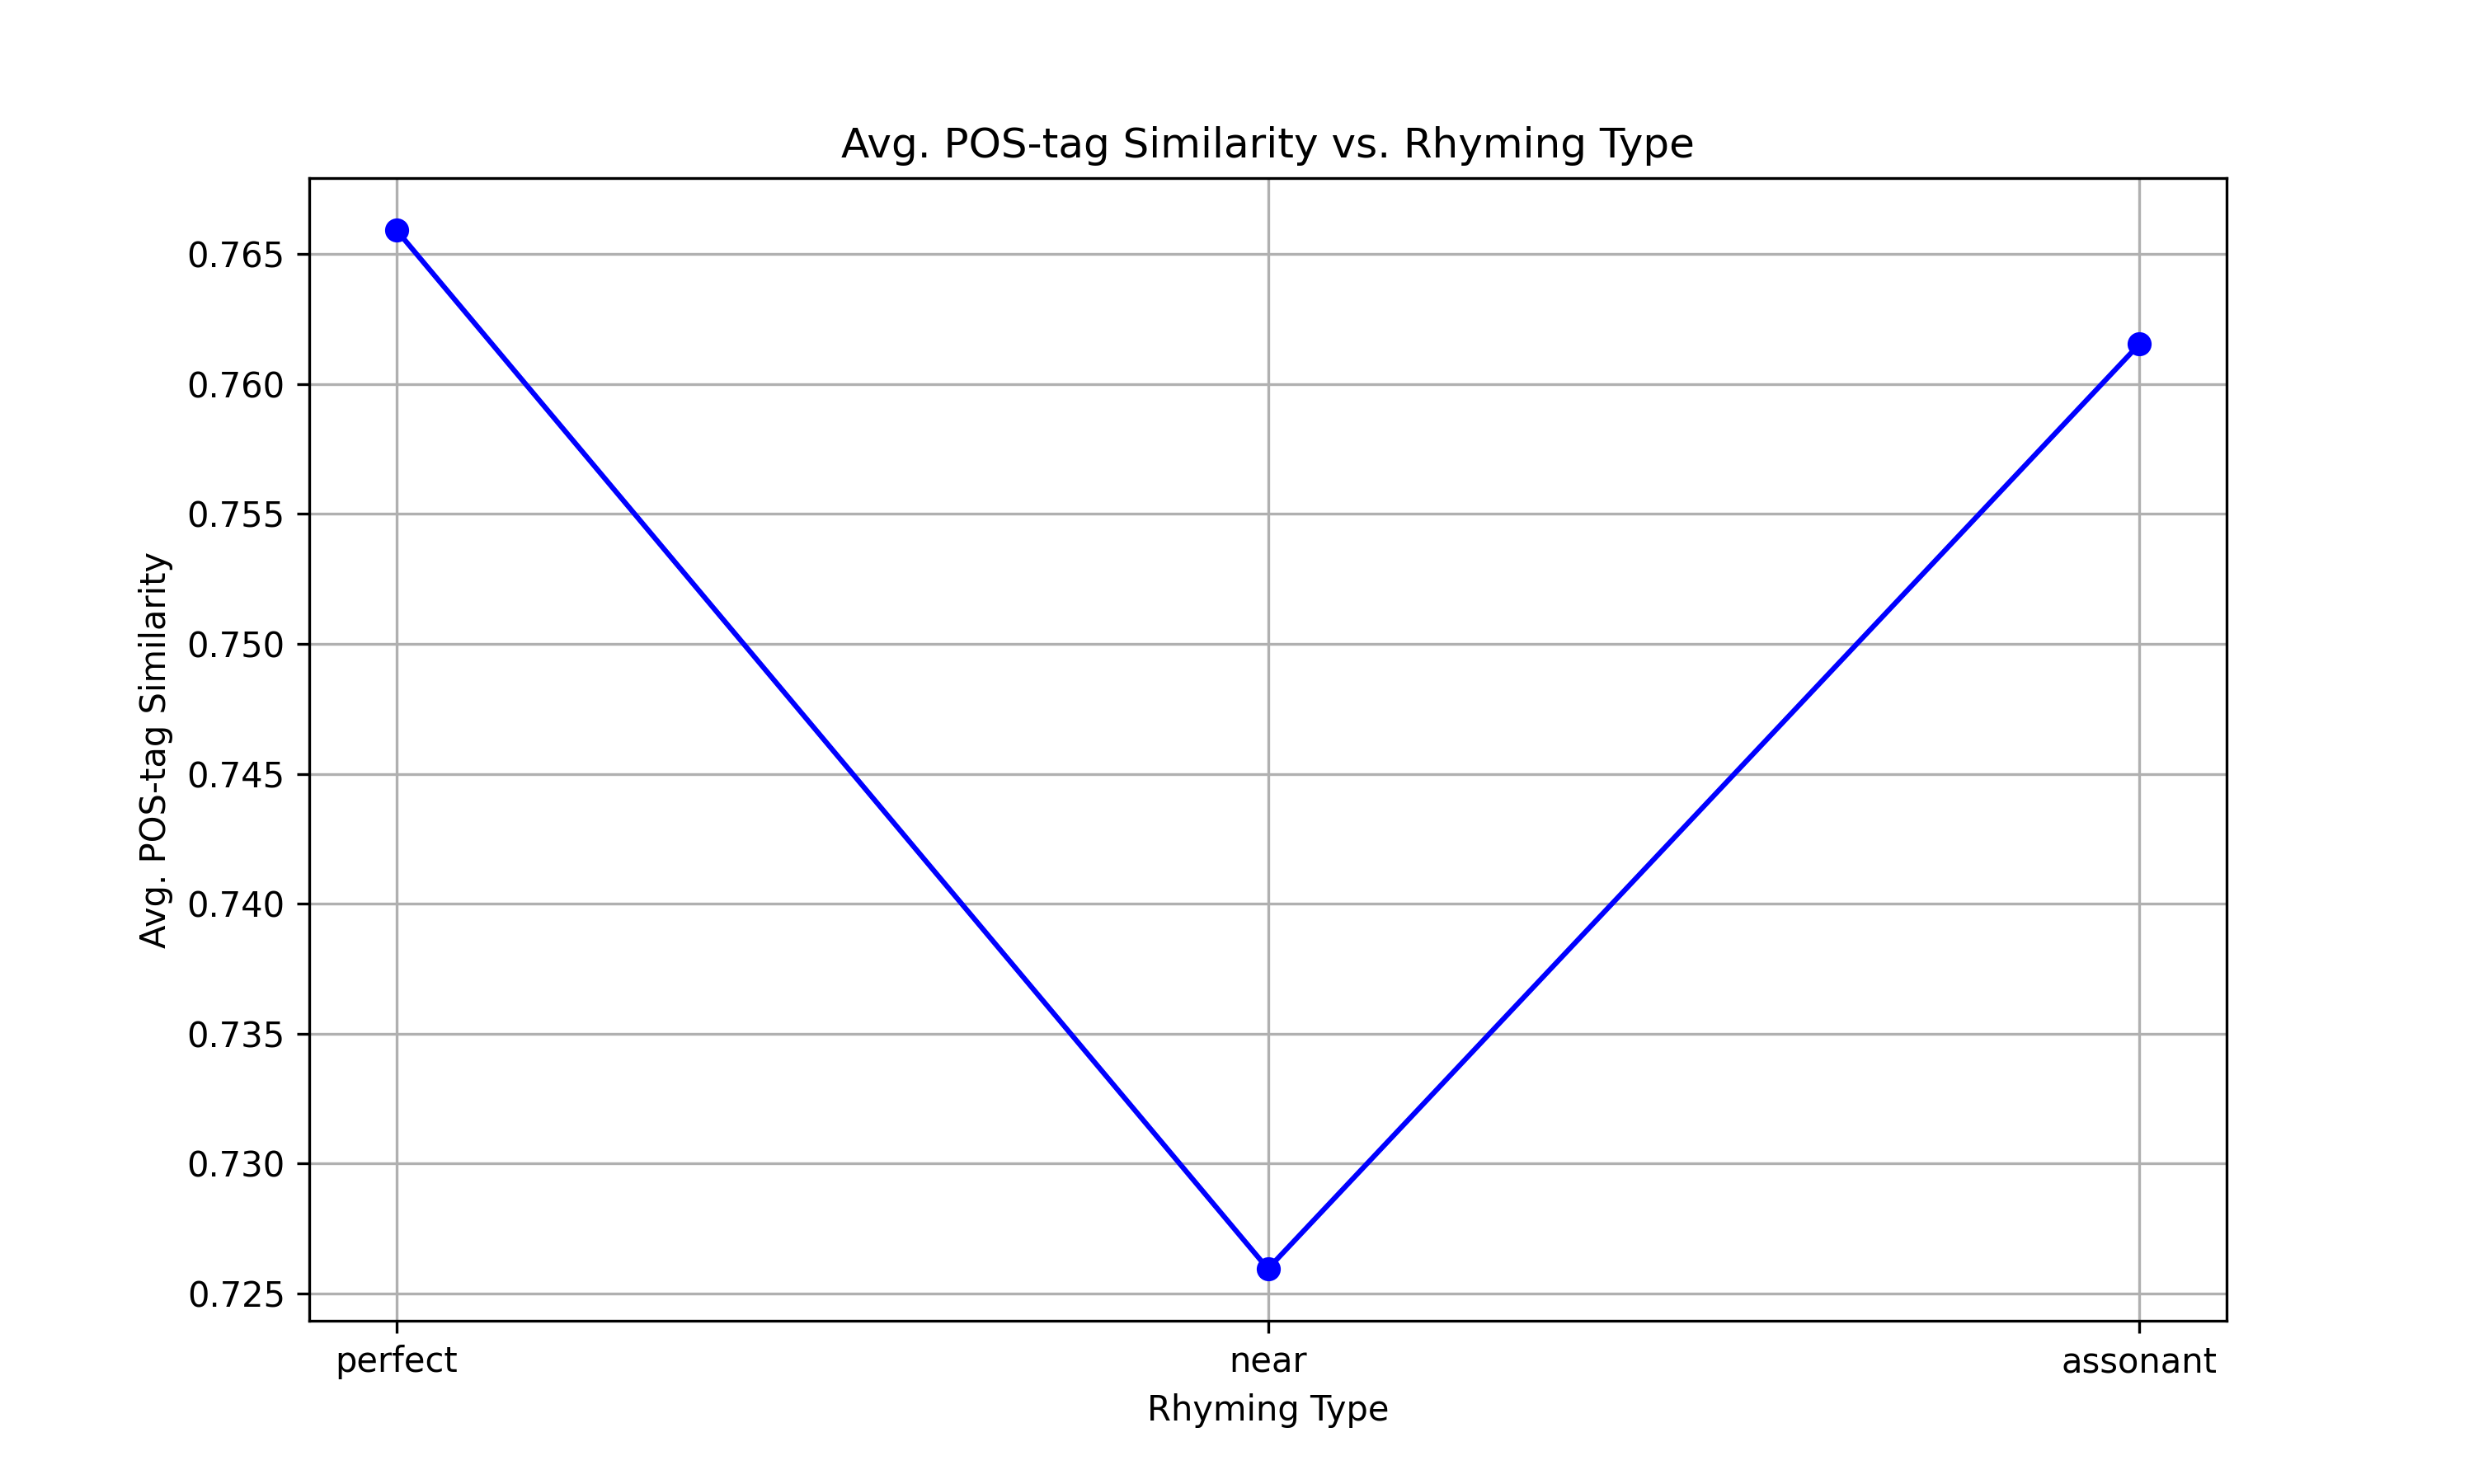 Avg. POS-tag Similarity vs. Rhyming Type
Avg. POS-tag Similarity
0.765
0.760
0.755
0.750
0.745
0.740
0.735
0.730
0.725
perfect near assonant
Rhyming Type